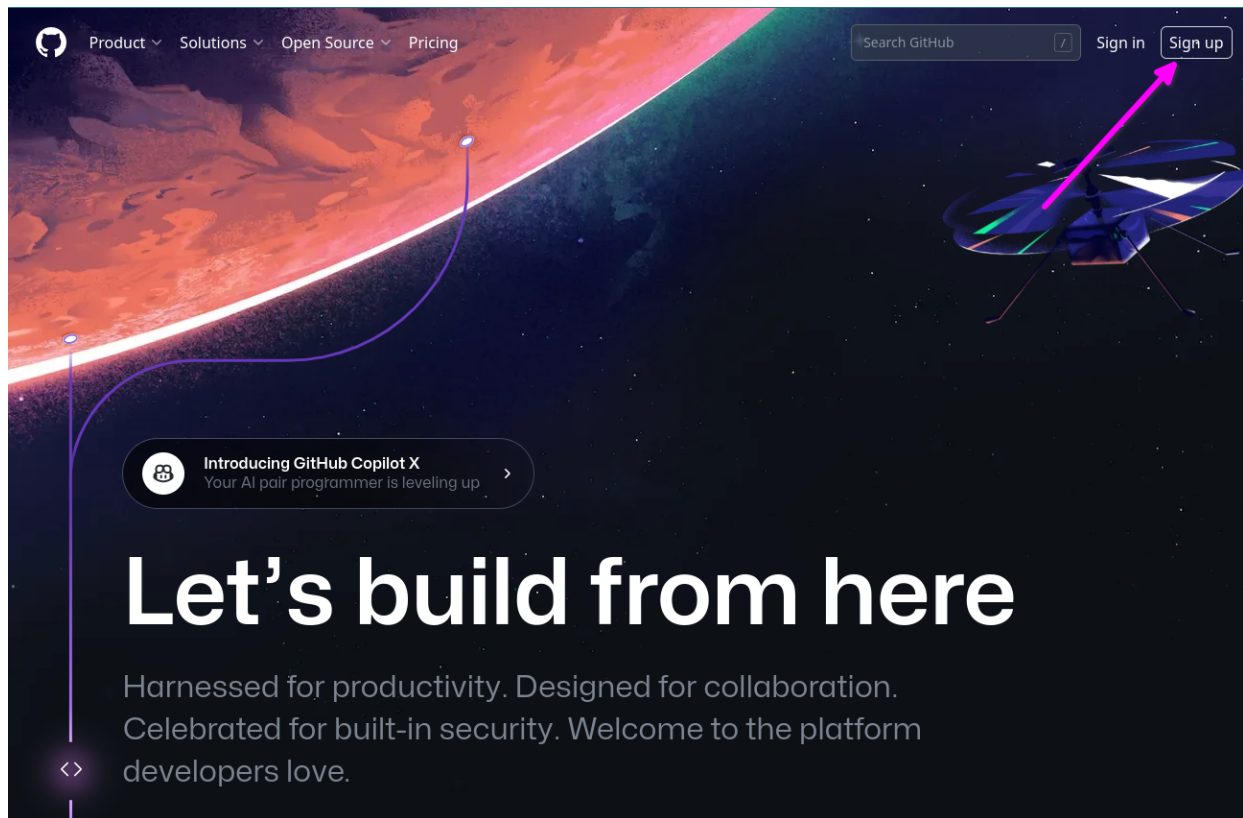 Product Solutions Open Source Pricing Search GitHub / Sign in Sign up
Introducing GitHub Copilot X
Your AI pair programmer is leveling up
Let’s build from here
Harnessed for productivity. Designed for collaboration.
Celebrated for built-in security. Welcome to the platform
developers love.